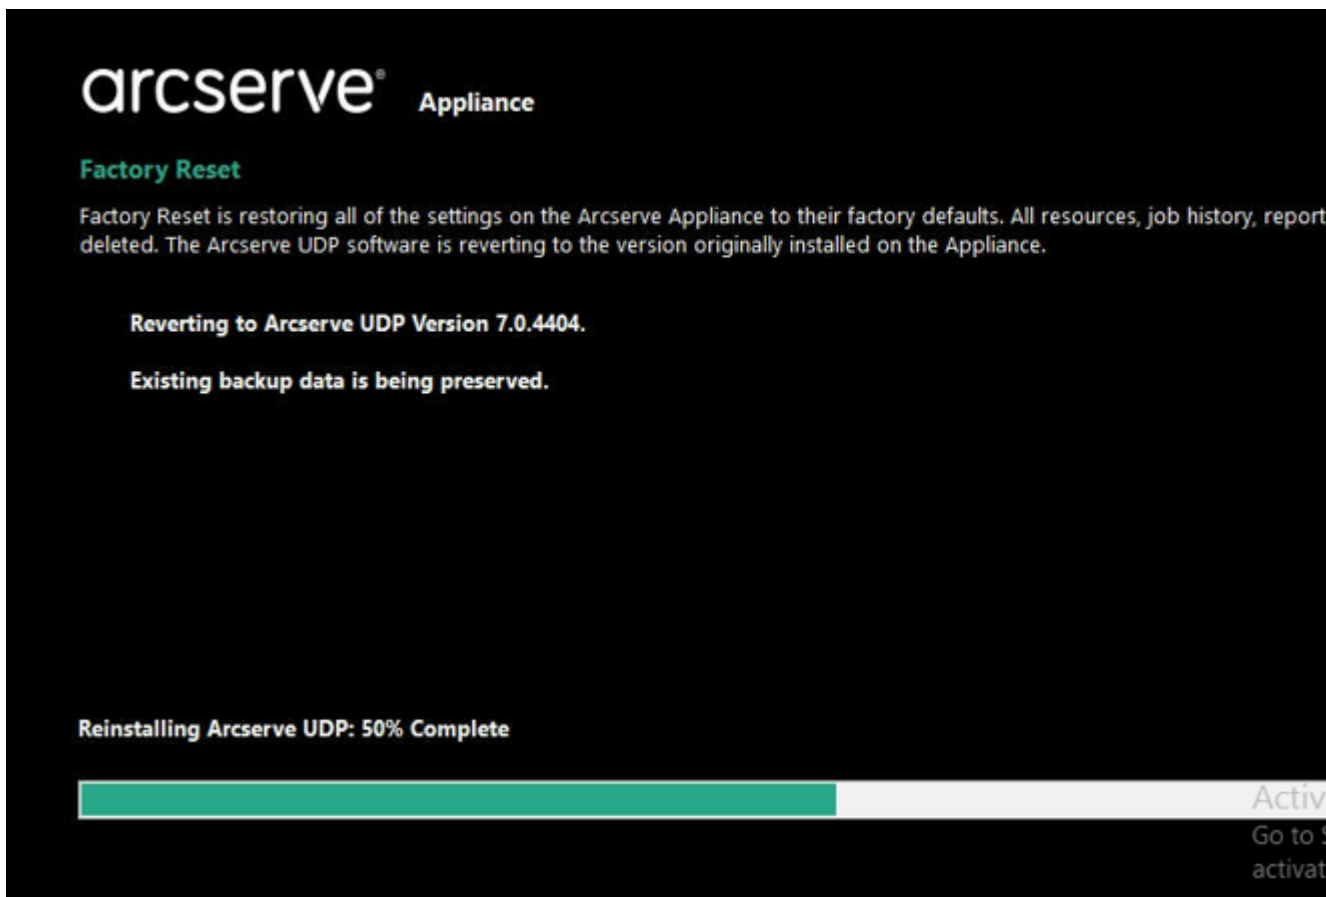 arcserve® Appliance
Factory Reset
Factory Reset is restoring all of the settings on the Arcserve Appliance to their factory defaults. All resources, job history, report
deleted. The Arcserve UDP software is reverting to the version originally installed on the Appliance.
Reverting to Arcserve UDP Version 7.0.4404.
Existing backup data is being preserved.
Reinstalling Arcserve UDP: 50% Complete
Activ
Go to S
activat